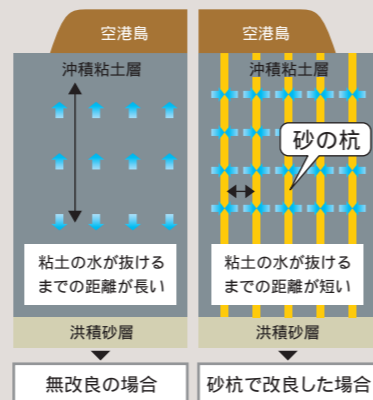 空港島
沖積粘土層
粘土の水が抜ける
までの距離が長い
洪積砂層
無改良の場合
空港島
沖積粘土層
砂の杭
粘土の水が抜ける
までの距離が短い
洪積砂層
砂杭で改良した場合